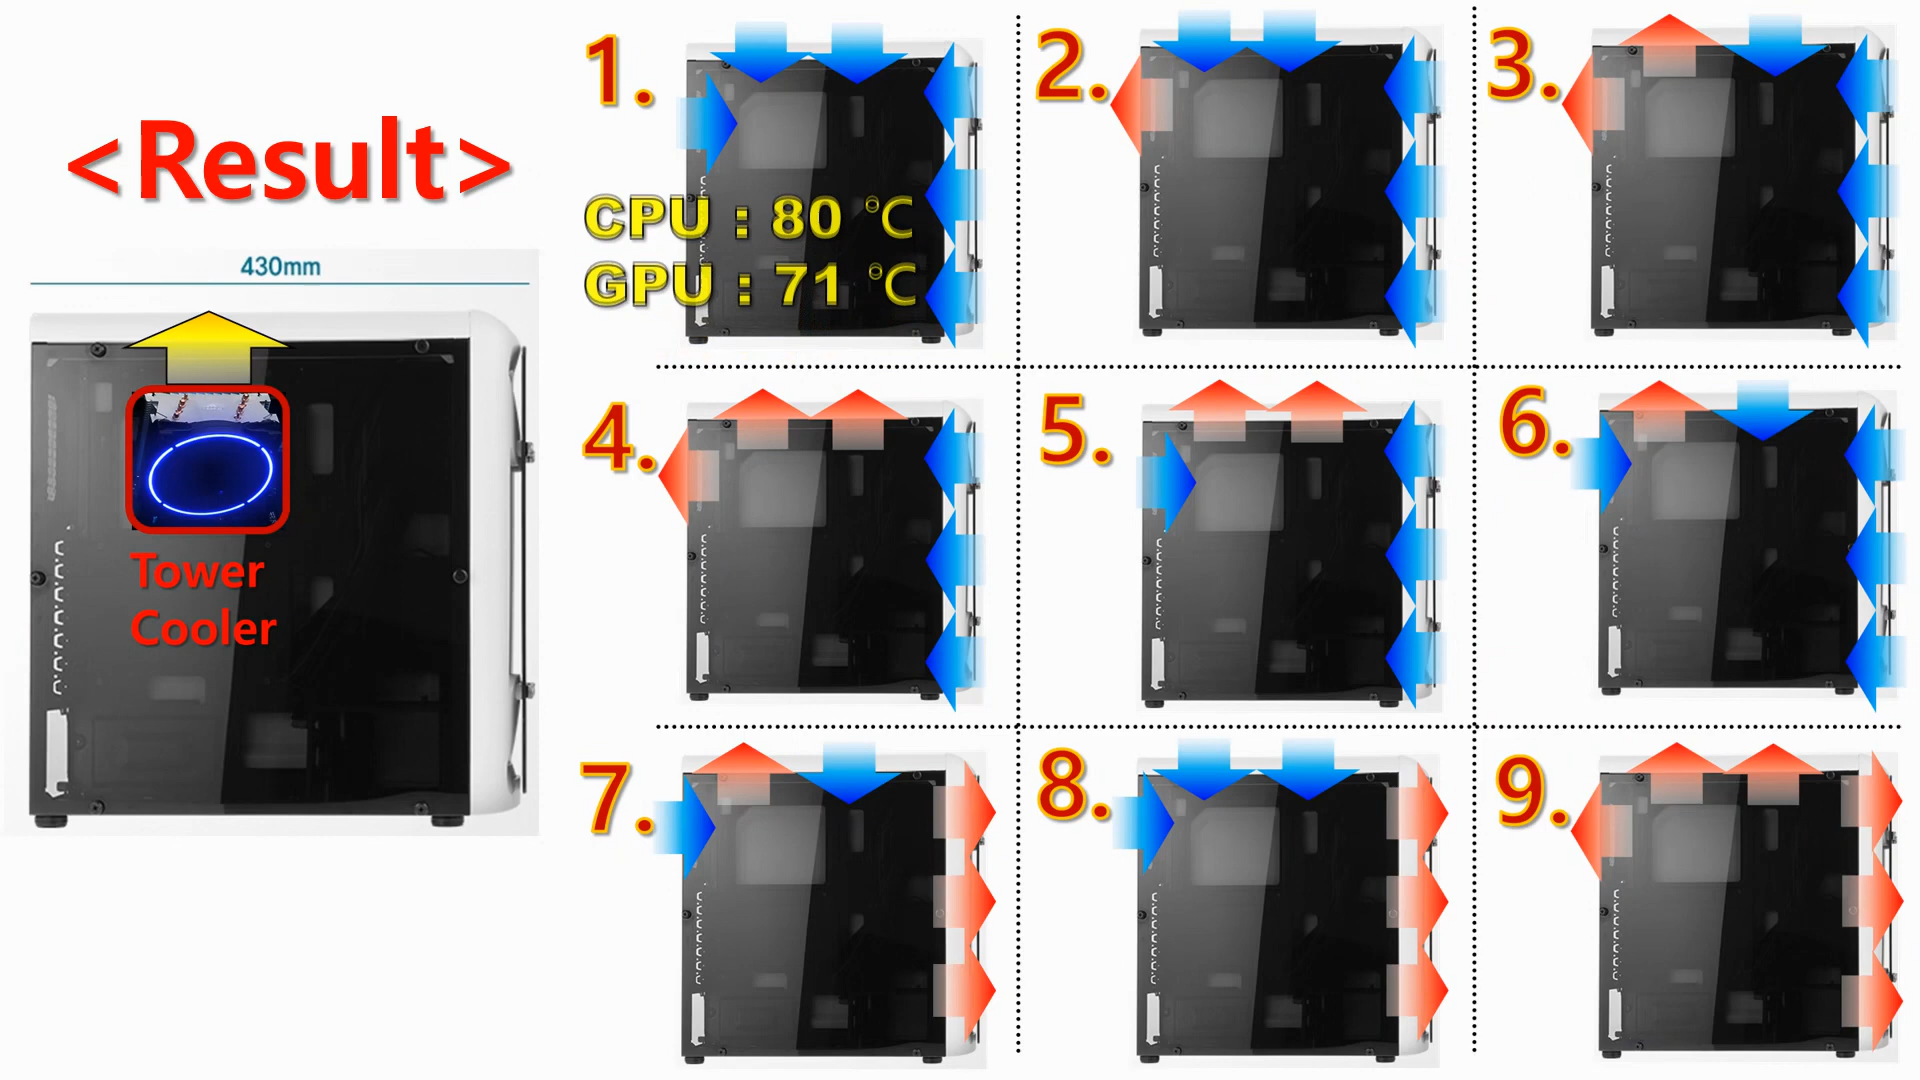 <Result>
430mm
Tower
Cooler
1.
CPU : 80 ℃
GPU : 71 ℃
2.
3.
4.
5.
6.
7.
8.
9.